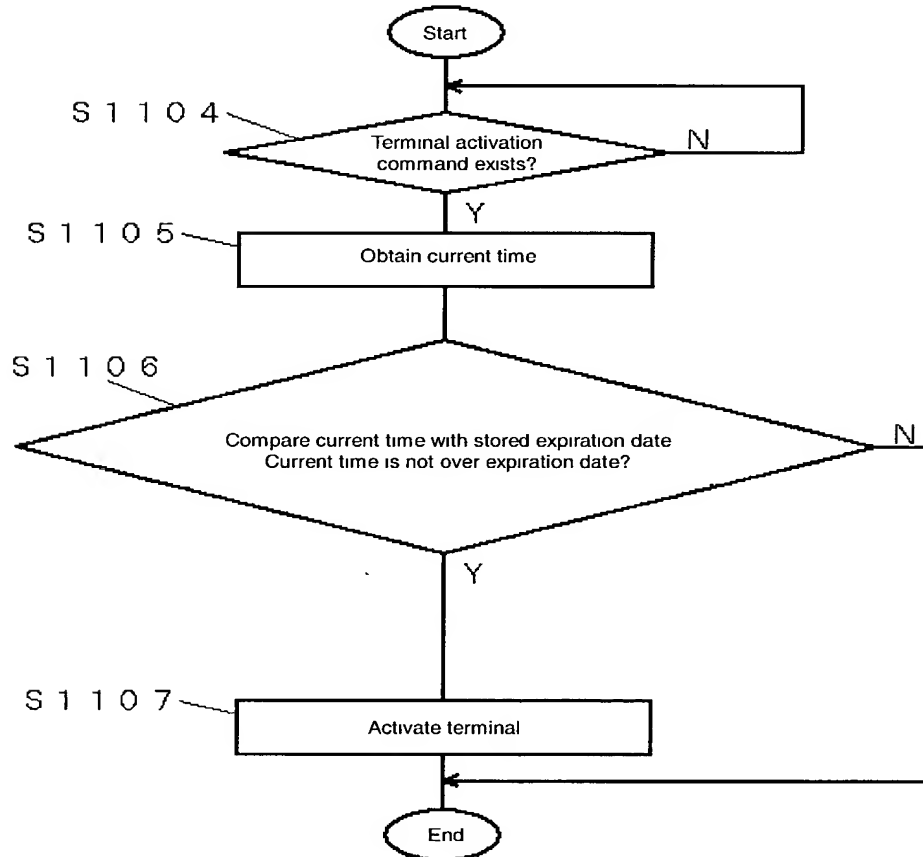 Start
S1104
Terminal activation
command exists?
N
Y
S1105
Obtain current time
S1106
Compare current time with stored expiration date
Current time is not over expiration date?
N
Y
S1107
Activate terminal
End